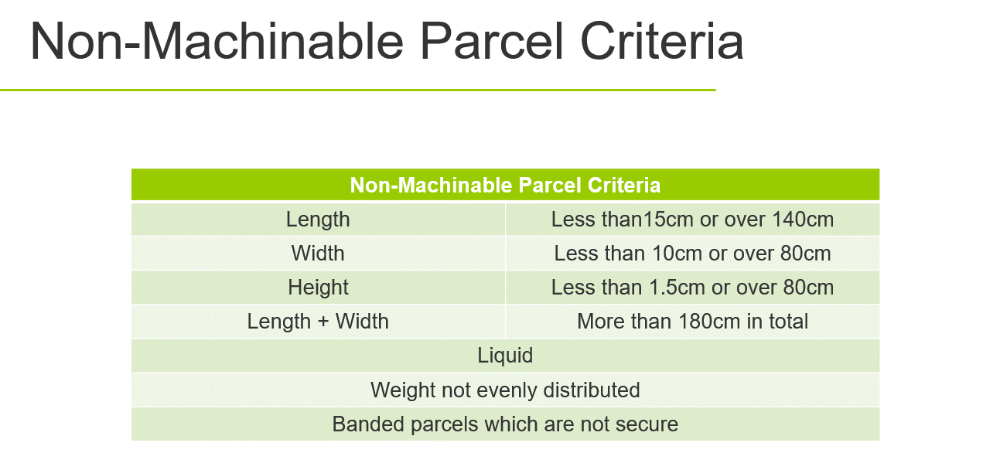 Non-Machinable Parcel Criteria
Non-Machinable Parcel Criteria
Length Less than15cm or over 140cm
Width Less than 10cm or over 80cm
Height Less than 1.5cm or over 80cm
Length + Width More than 180cm in total
Liquid
Weight not evenly distributed
Banded parcels which are not secure